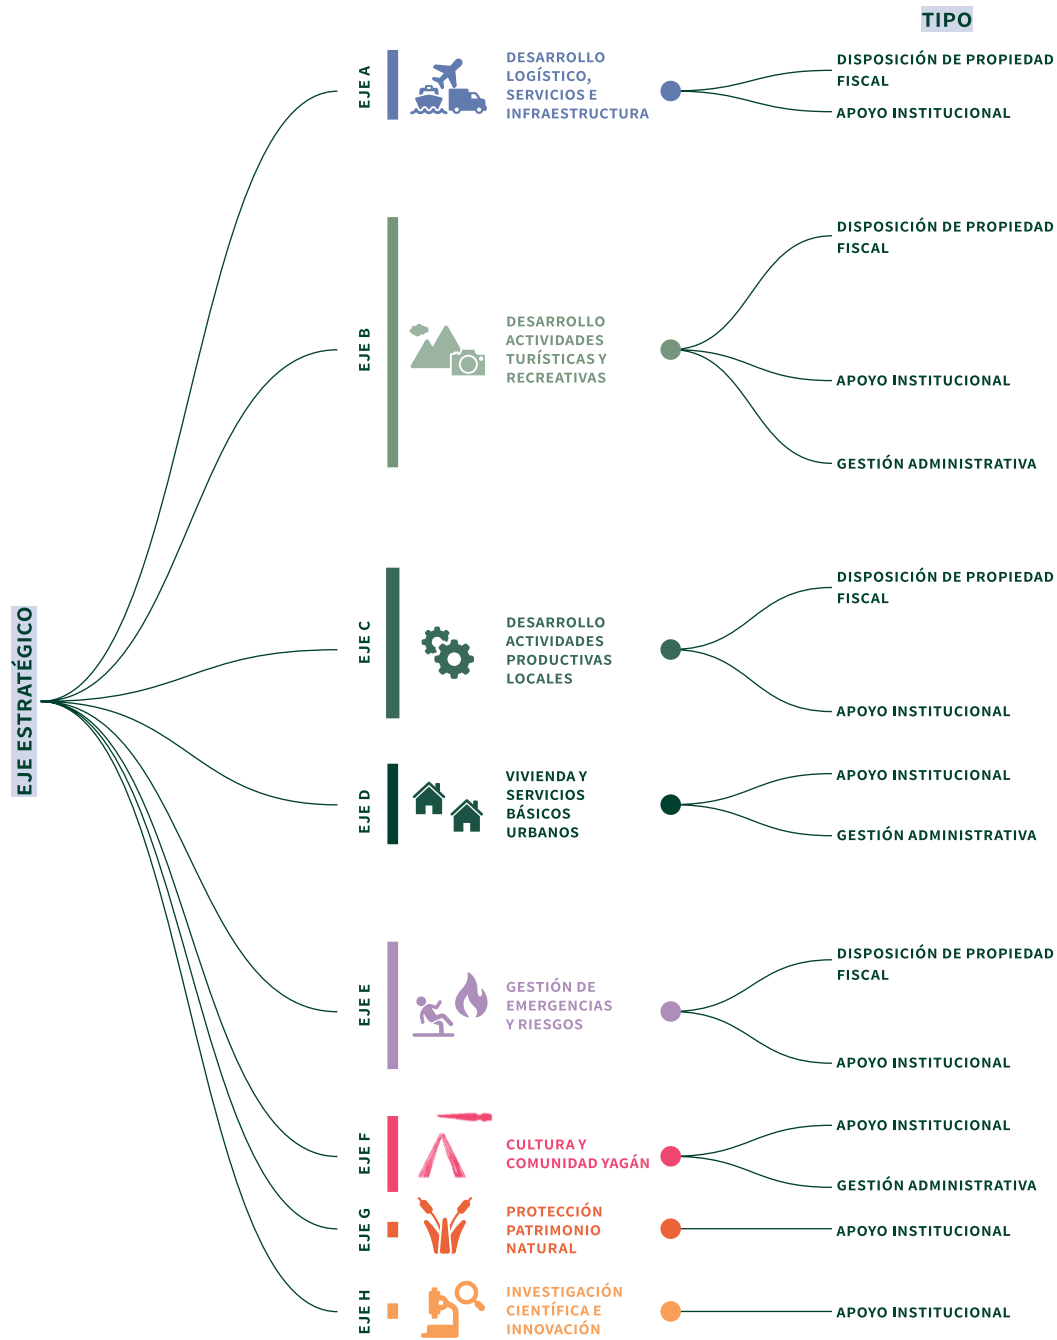 TIPO
EJE ESTRATÉGICO
EJE A
DESARROLLO
LOGÍSTICO,
SERVICIOS E
INFRAESTRUCTURA
DISPOSICIÓN DE PROPIEDAD
FISCAL
APOYO INSTITUCIONAL
EJE B
DESARROLLO
ACTIVIDADES
TURÍSTICAS Y
RECREATIVAS
DISPOSICIÓN DE PROPIEDAD
FISCAL
APOYO INSTITUCIONAL
GESTIÓN ADMINISTRATIVA
EJE C
DESARROLLO
ACTIVIDADES
PRODUCTIVAS
LOCALES
DISPOSICIÓN DE PROPIEDAD
FISCAL
APOYO INSTITUCIONAL
EJE D
VIVIENDA Y
SERVICIOS
BÁSICOS
URBANOS
APOYO INSTITUCIONAL
GESTIÓN ADMINISTRATIVA
EJE E
GESTIÓN DE
EMERGENCIAS
Y RIESGOS
DISPOSICIÓN DE PROPIEDAD
FISCAL
APOYO INSTITUCIONAL
EJE F
CULTURA Y
COMUNIDAD YAGÁN
APOYO INSTITUCIONAL
GESTIÓN ADMINISTRATIVA
EJE G
PROTECCIÓN
PATRIMONIO
NATURAL
APOYO INSTITUCIONAL
EJE H
INVESTIGACIÓN
CIENTÍFICA E
INNOVACIÓN
APOYO INSTITUCIONAL